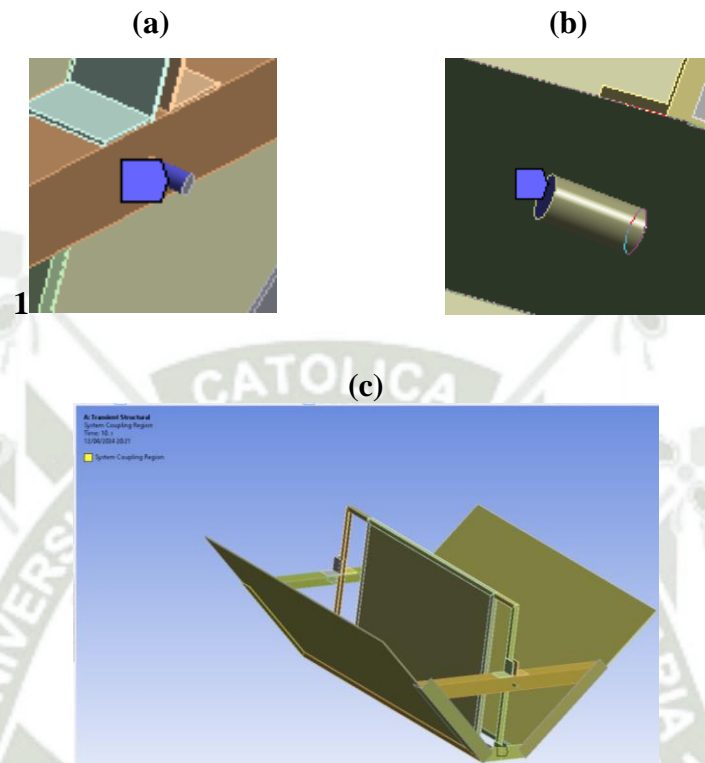 (a)
(b)
1
(c)
A: Transient Structural
System Coupling Region
Time: 10. s
12/06/2024 20:21
System Coupling Region
CATOLICA